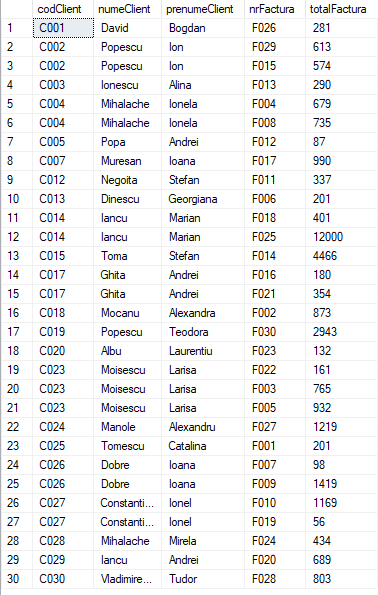 codClient numeClient prenumeClient nrFactura totalFactura
1 C001 David Bogdan F026 281
2 C002 Popescu Ion F029 613
3 C002 Popescu Ion F015 574
4 C003 Ionescu Alina F013 290
5 C004 Mihalache Ionela F004 679
6 C004 Mihalache Ionela F008 735
7 C005 Popa Andrei F012 87
8 C007 Muresan Ioana F017 990
9 C012 Negoita Stefan F011 337
10 C013 Dinescu Georgiana F006 201
11 C014 Iancu Marian F018 401
12 C014 Iancu Marian F025 12000
13 C015 Toma Stefan F014 4466
14 C017 Ghita Andrei F016 180
15 C017 Ghita Andrei F021 354
16 C018 Mocanu Alexandra F002 873
17 C019 Popescu Teodora F030 2943
18 C020 Albu Laurentiu F023 132
19 C023 Moisescu Larisa F022 161
20 C023 Moisescu Larisa F003 765
21 C023 Moisescu Larisa F005 932
22 C024 Manole Alexandru F027 1219
23 C025 Tomescu Catalina F001 201
24 C026 Dobre Ioana F007 98
25 C026 Dobre Ioana F009 1419
26 C027 Constanti... Ionel F010 1169
27 C027 Constanti... Ionel F019 56
28 C028 Mihalache Mirela F024 434
29 C029 Iancu Andrei F020 689
30 C030 Vladimire... Tudor F028 803